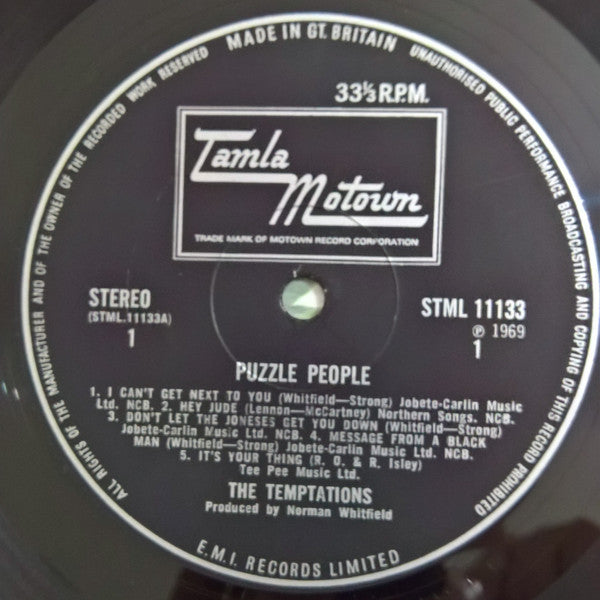 MADE IN GT. BRITAIN
UNAUTHORISED PUBLIC PERFORMANCE BROADCASTING AND COPYING OF THIS RECORD PROHIBITED
ALL RIGHTS OF THE MANUFACTURER AND OF THE OWNER OF THE RECORDED WORK RESERVED
33⅓ R.P.M.
Tamla
Motown
TRADE MARK OF MOTOWN RECORD CORPORATION
STEREO
(STML.11133A)
1
STML 11133
℗ 1969
1
PUZZLE PEOPLE
1. I CAN'T GET NEXT TO YOU (Whitfield—Strong) Jobete-Carlin Music
Ltd. NCB. 2. HEY JUDE (Lennon—McCartney) Northern Songs. NCB.
3. DON'T LET THE JONESES GET YOU DOWN (Whitfield—Strong)
Jobete-Carlin Music Ltd. NCB. 4. MESSAGE FROM A BLACK
MAN (Whitfield—Strong) Jobete-Carlin Music Ltd. NCB.
5. IT'S YOUR THING (R. O. & R. Isley)
Tee Pee Music Ltd.
THE TEMPTATIONS
Produced by Norman Whitfield
E.M.I. RECORDS LIMITED